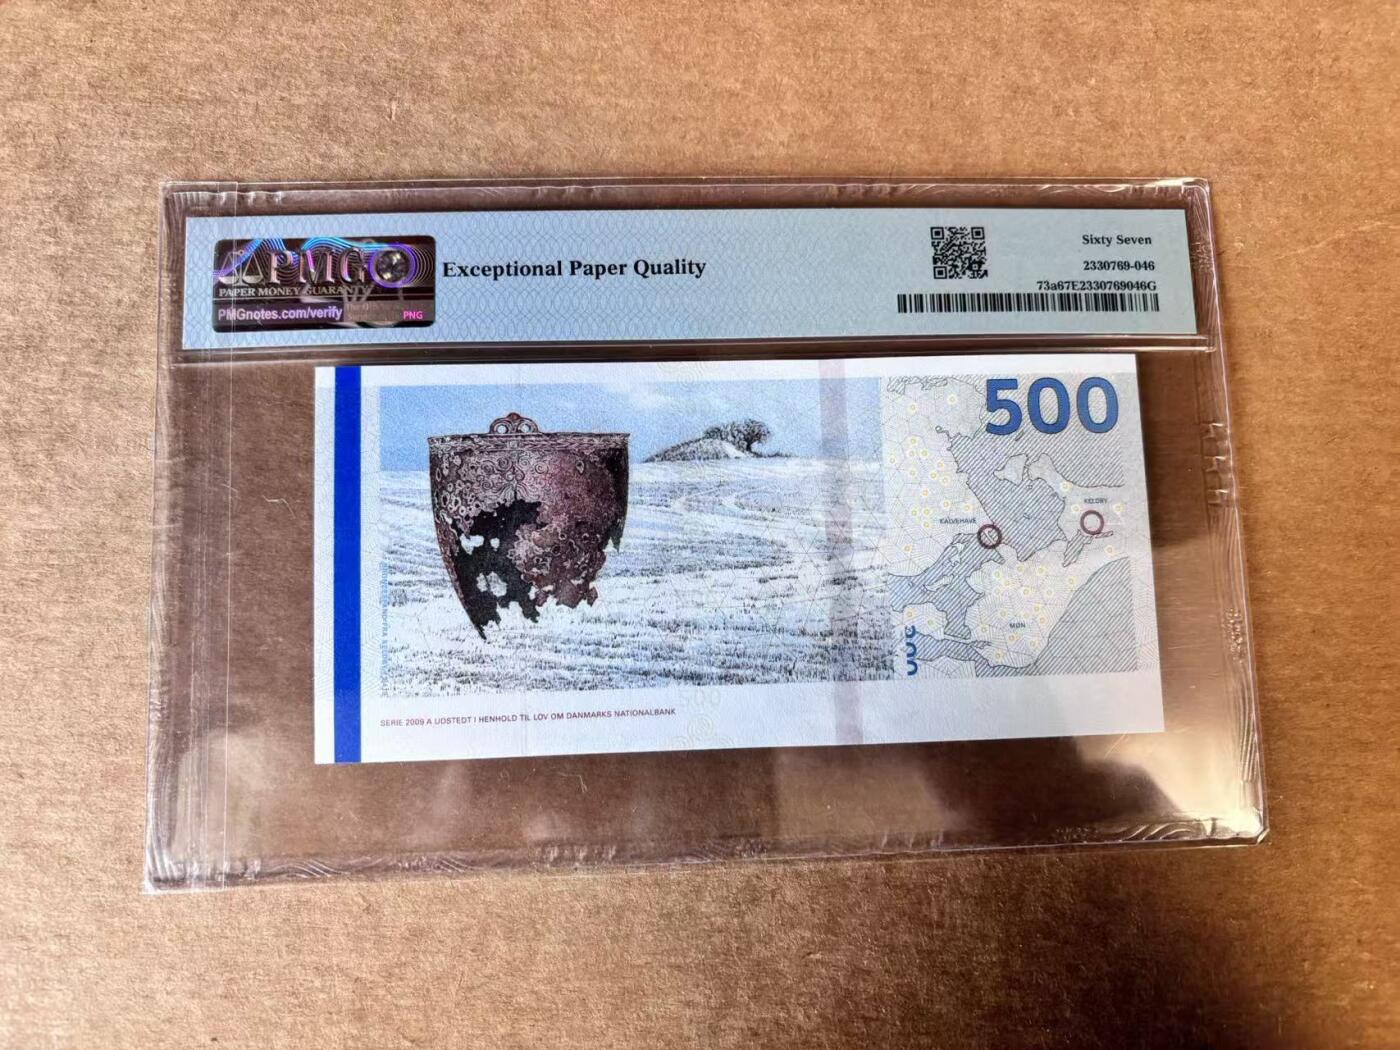 PMG
PAPER MONEY GUARANTY
PMGnotes.com/verify
PNG
Exceptional Paper Quality
Sixty Seven
2330769-046
73a67E2330769046G
500
KELDBY
KALVEHAVE
MØN
500
SERIE 2009 A UDSTEDT I HENHOLD TIL LOV OM DANMARKS NATIONALBANK